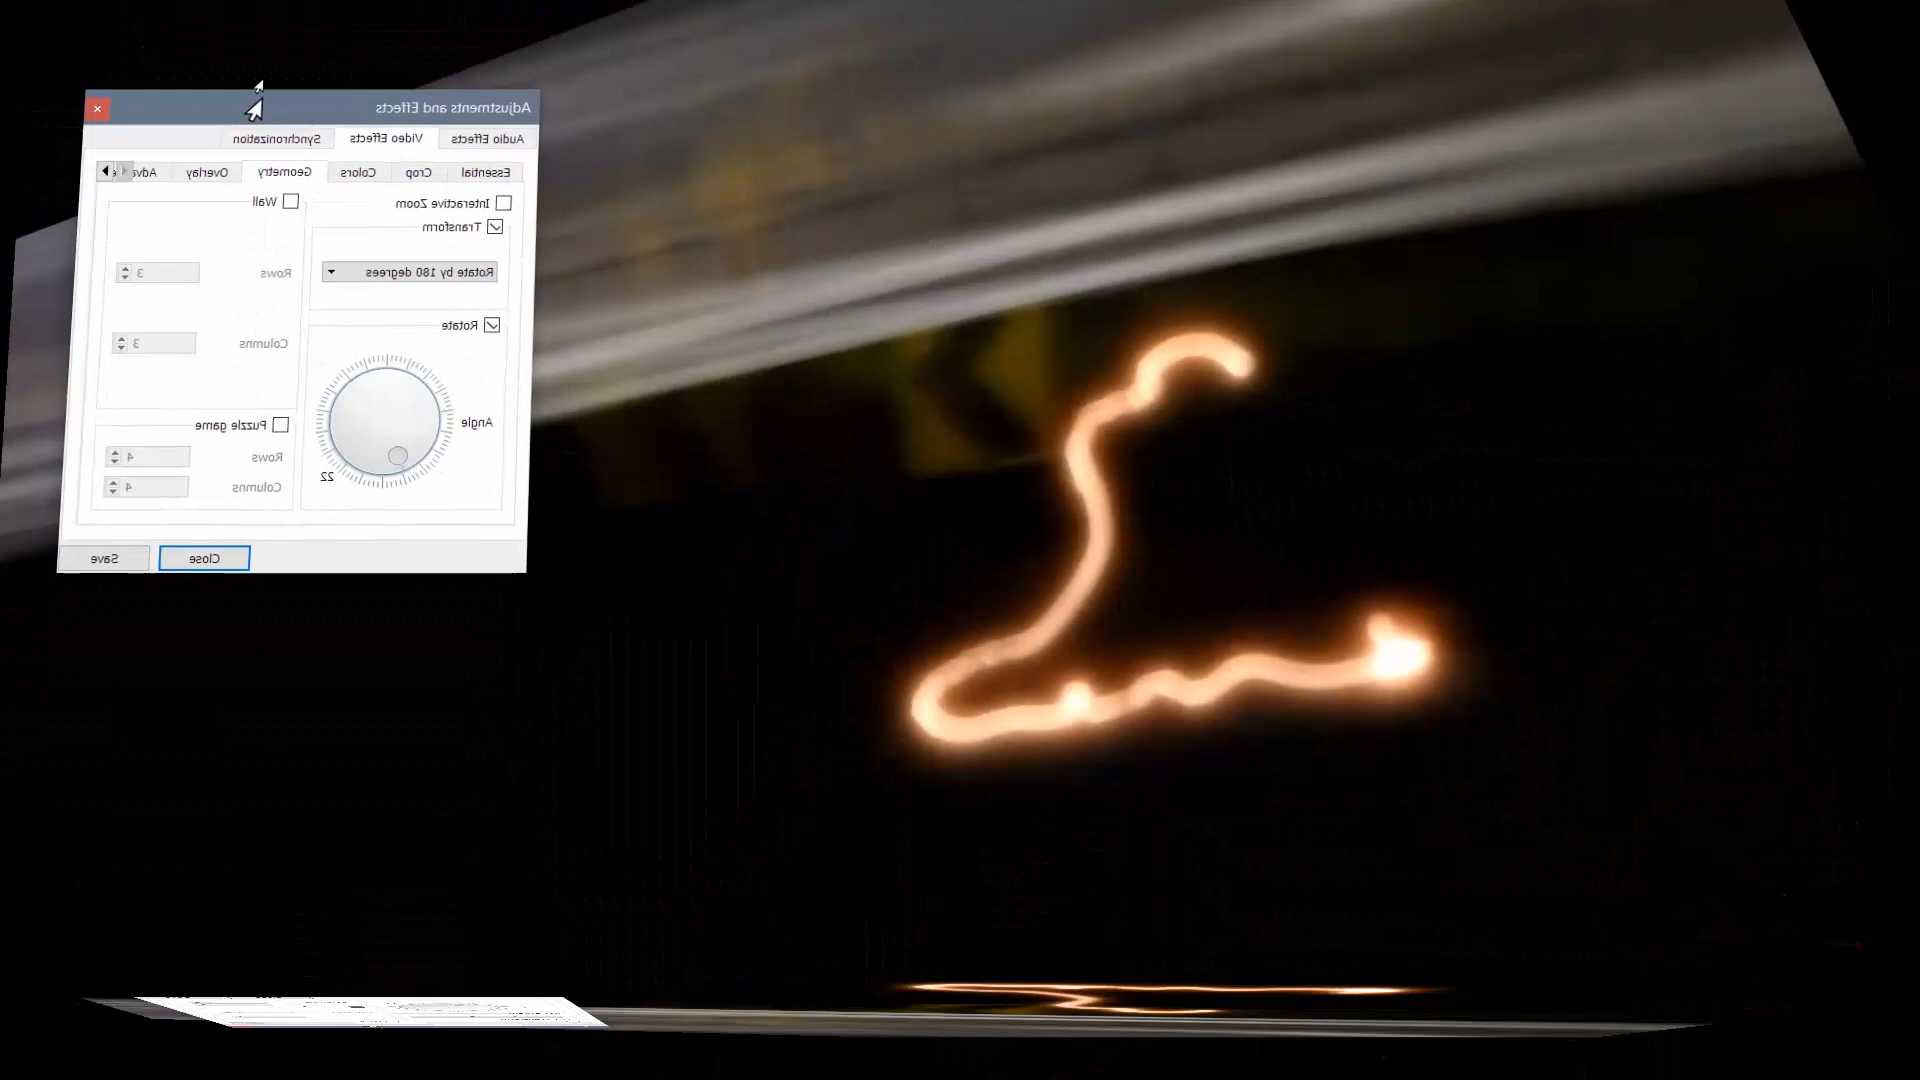 Adjustments and Effects
Audio Effects Video Effects Synchronization
Essential Crop Colors Geometry Overlay Adva
Interactive Zoom
Transform
Rotate by 180 degrees
Rotate
Angle
22
Wall
Rows 3
Columns 3
Puzzle game
Rows 4
Columns 4
Close Save